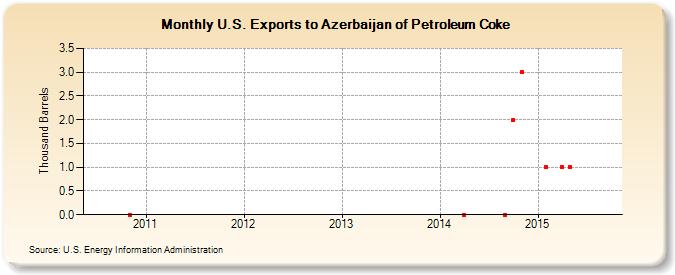 Monthly U.S. Exports to Azerbaijan of Petroleum Coke
Thousand Barrels
3.5
3.0
2.5
2.0
1.5
1.0
0.5
0.0
2011 2012 2013 2014 2015
Source: U.S. Energy Information Administration